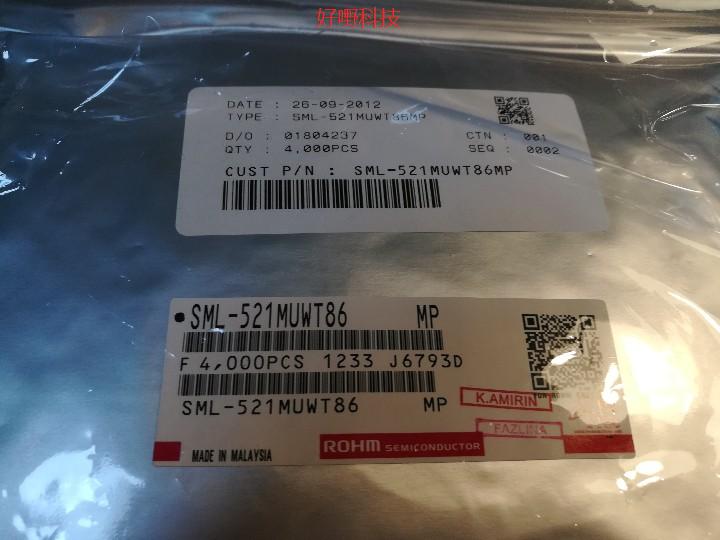 好嘢科技
DATE : 26-09-2012
TYPE : SML-521MUWT86MP
D/O : 01804237 CTN : 001
QTY : 4,000PCS SEQ : 0002
CUST P/N : SML-521MUWT86MP
SML-521MUWT86 MP
F 4,000PCS 1233 J6793D
SML-521MUWT86 MP
K.AMIRIN
FAZLINA
MADE IN MALAYSIA
ROHM SEMICONDUCTOR